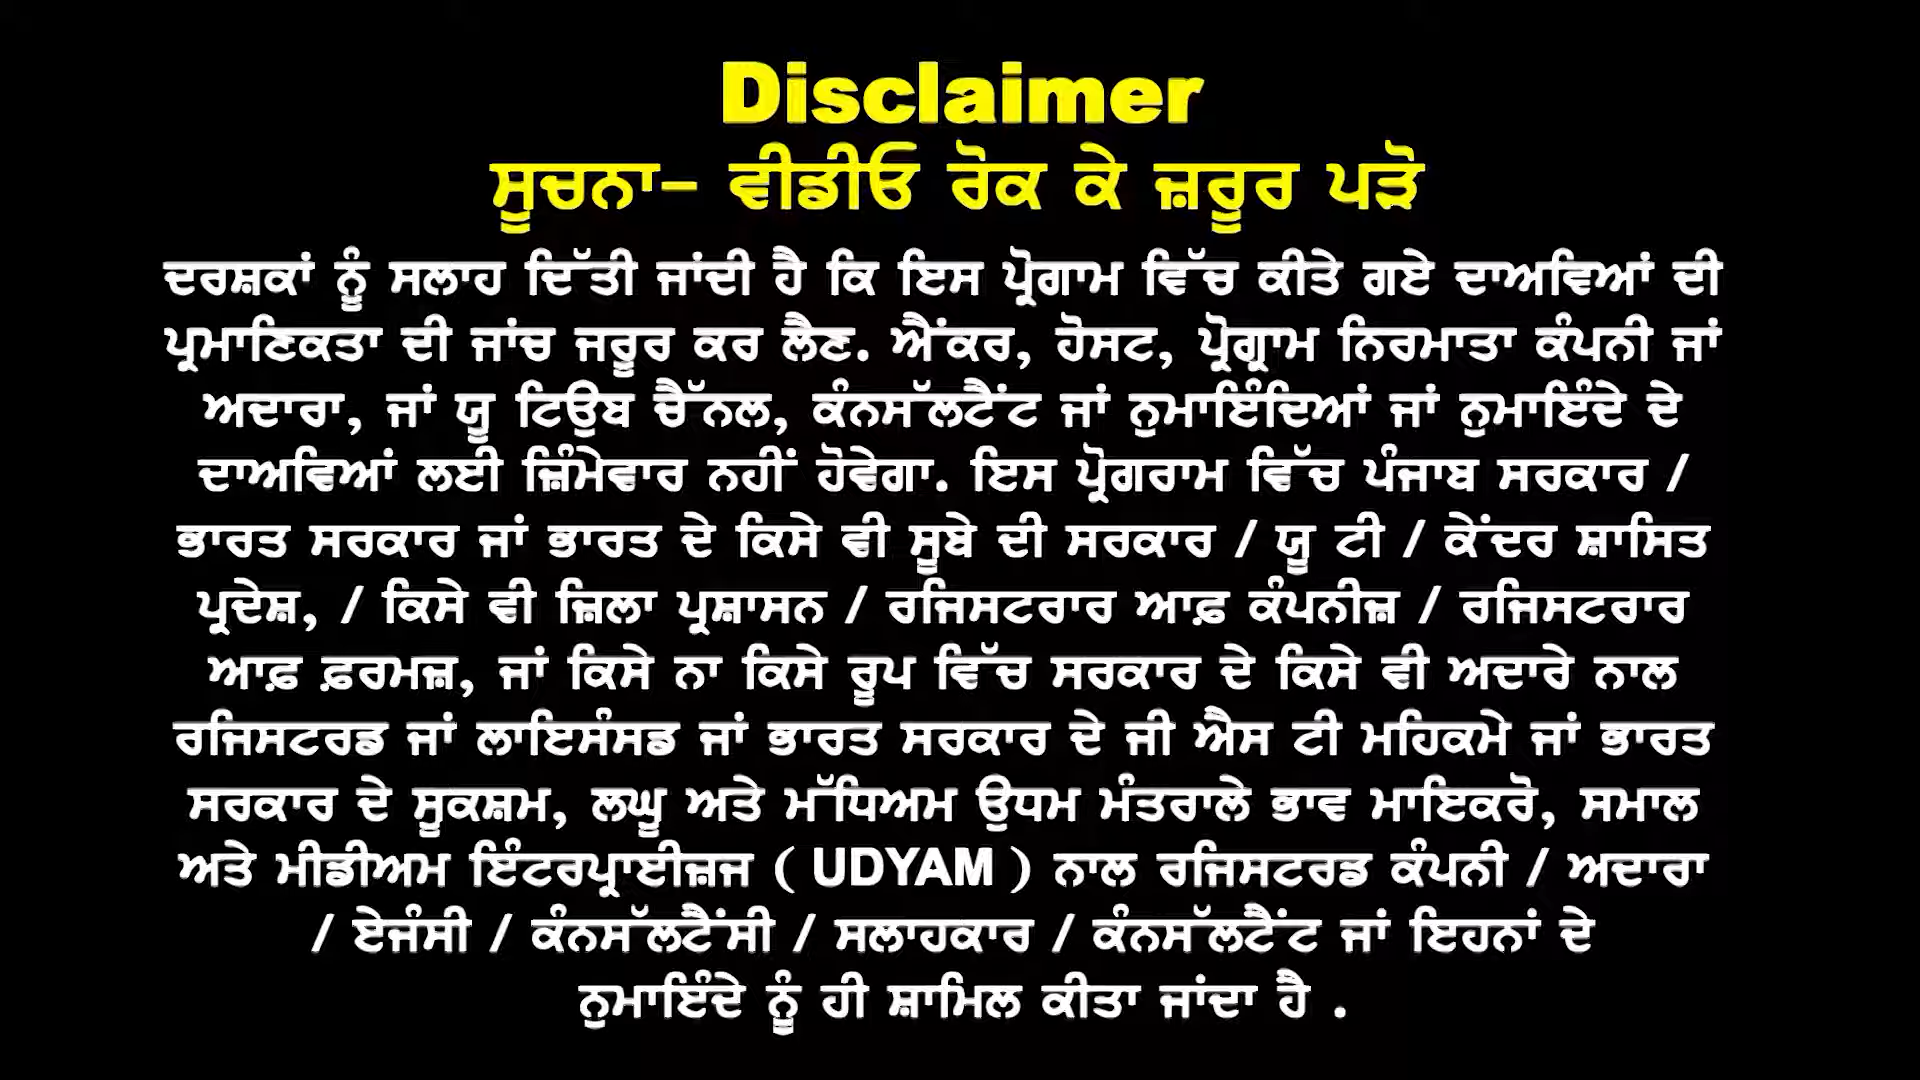 Disclaimer
ਸੂਚਨਾ- ਵੀਡੀਓ ਰੋਕ ਕੇ ਜ਼ਰੂਰ ਪੜੋ
ਦਰਸ਼ਕਾਂ ਨੂੰ ਸਲਾਹ ਦਿੱਤੀ ਜਾਂਦੀ ਹੈ ਕਿ ਇਸ ਪ੍ਰੋਗਾਮ ਵਿੱਚ ਕੀਤੇ ਗਏ ਦਾਅਵਿਆਂ ਦੀ
ਪ੍ਰਮਾਣਿਕਤਾ ਦੀ ਜਾਂਚ ਜਰੂਰ ਕਰ ਲੈਣ. ਐਂਕਰ, ਹੋਸਟ, ਪ੍ਰੋਗ੍ਰਾਮ ਨਿਰਮਾਤਾ ਕੰਪਨੀ ਜਾਂ
ਅਦਾਰਾ, ਜਾਂ ਯੂ ਟਿਉਬ ਚੈੱਨਲ, ਕੰਨਸੱਲਟੈਂਟ ਜਾਂ ਨੁਮਾਇੰਦਿਆਂ ਜਾਂ ਨੁਮਾਇੰਦੇ ਦੇ
ਦਾਅਵਿਆਂ ਲਈ ਜ਼ਿੰਮੇਵਾਰ ਨਹੀਂ ਹੋਵੇਗਾ. ਇਸ ਪ੍ਰੋਗਰਾਮ ਵਿੱਚ ਪੰਜਾਬ ਸਰਕਾਰ /
ਭਾਰਤ ਸਰਕਾਰ ਜਾਂ ਭਾਰਤ ਦੇ ਕਿਸੇ ਵੀ ਸੂਬੇ ਦੀ ਸਰਕਾਰ / ਯੂ ਟੀ / ਕੇਂਦਰ ਸ਼ਾਸਿਤ
ਪ੍ਰਦੇਸ਼, / ਕਿਸੇ ਵੀ ਜ਼ਿਲਾ ਪ੍ਰਸ਼ਾਸਨ / ਰਜਿਸਟਰਾਰ ਆਫ਼ ਕੰਪਨੀਜ਼ / ਰਜਿਸਟਰਾਰ
ਆਫ਼ ਫ਼ਰਮਜ਼, ਜਾਂ ਕਿਸੇ ਨਾ ਕਿਸੇ ਰੂਪ ਵਿੱਚ ਸਰਕਾਰ ਦੇ ਕਿਸੇ ਵੀ ਅਦਾਰੇ ਨਾਲ
ਰਜਿਸਟਰਡ ਜਾਂ ਲਾਇਸੰਸਡ ਜਾਂ ਭਾਰਤ ਸਰਕਾਰ ਦੇ ਜੀ ਐਸ ਟੀ ਮਹਿਕਮੇ ਜਾਂ ਭਾਰਤ
ਸਰਕਾਰ ਦੇ ਸੂਕਸ਼ਮ, ਲਘੂ ਅਤੇ ਮੱਧਿਅਮ ਉਧਮ ਮੰਤਰਾਲੇ ਭਾਵ ਮਾਇਕਰੋ, ਸਮਾਲ
ਅਤੇ ਮੀਡੀਅਮ ਇੰਟਰਪ੍ਰਾਈਜ਼ਜ ( UDYAM ) ਨਾਲ ਰਜਿਸਟਰਡ ਕੰਪਨੀ / ਅਦਾਰਾ
/ ਏਜੰਸੀ / ਕੰਨਸੱਲਟੈਂਸੀ / ਸਲਾਹਕਾਰ / ਕੰਨਸੱਲਟੈਂਟ ਜਾਂ ਇਹਨਾਂ ਦੇ
ਨੁਮਾਇੰਦੇ ਨੂੰ ਹੀ ਸ਼ਾਮਿਲ ਕੀਤਾ ਜਾਂਦਾ ਹੈ .